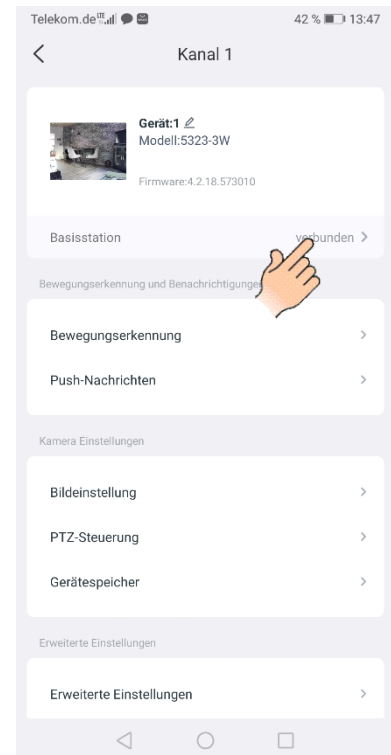 Telekom.de 42 % 13:47
Kanal 1
Gerät:1
Modell:5323-3W
Firmware:4.2.18.573010
Basisstation verbunden
Bewegungserkennung und Benachrichtigungen
Bewegungserkennung
Push-Nachrichten
Kamera Einstellungen
Bildeinstellung
PTZ-Steuerung
Gerätespeicher
Erweiterte Einstellungen
Erweiterte Einstellungen